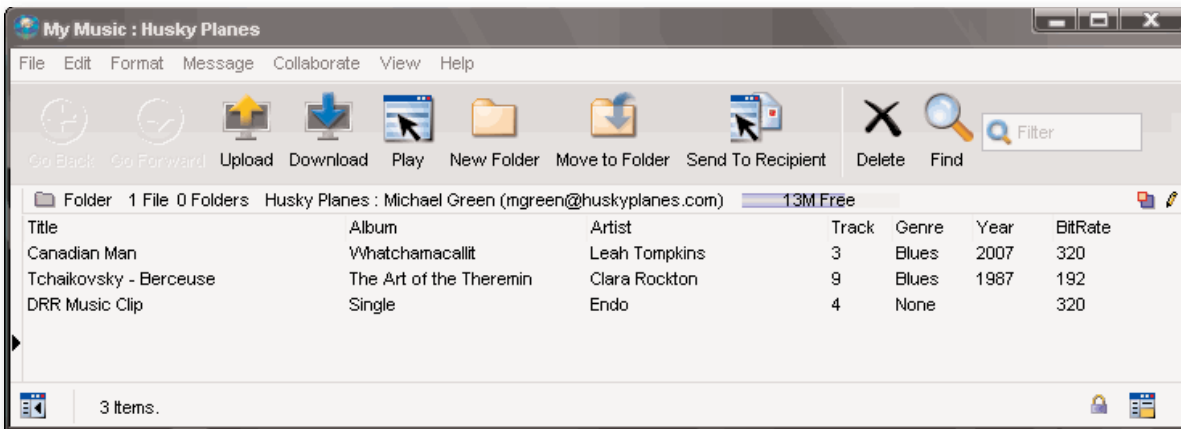 My Music : Husky Planes
File Edit Format Message Collaborate View Help
Go Back Go Forward Upload Download Play New Folder Move to Folder Send To Recipient Delete Find Filter
Folder 1 File 0 Folders Husky Planes : Michael Green (mgreen@huskyplanes.com) 13M Free
Title Album Artist Track Genre Year BitRate
Canadian Man Whatchamacallit Leah Tompkins 3 Blues 2007 320
Tchaikovsky - Berceuse The Art of the Theremin Clara Rockton 9 Blues 1987 192
DRR Music Clip Single Endo 4 None 320
3 Items.